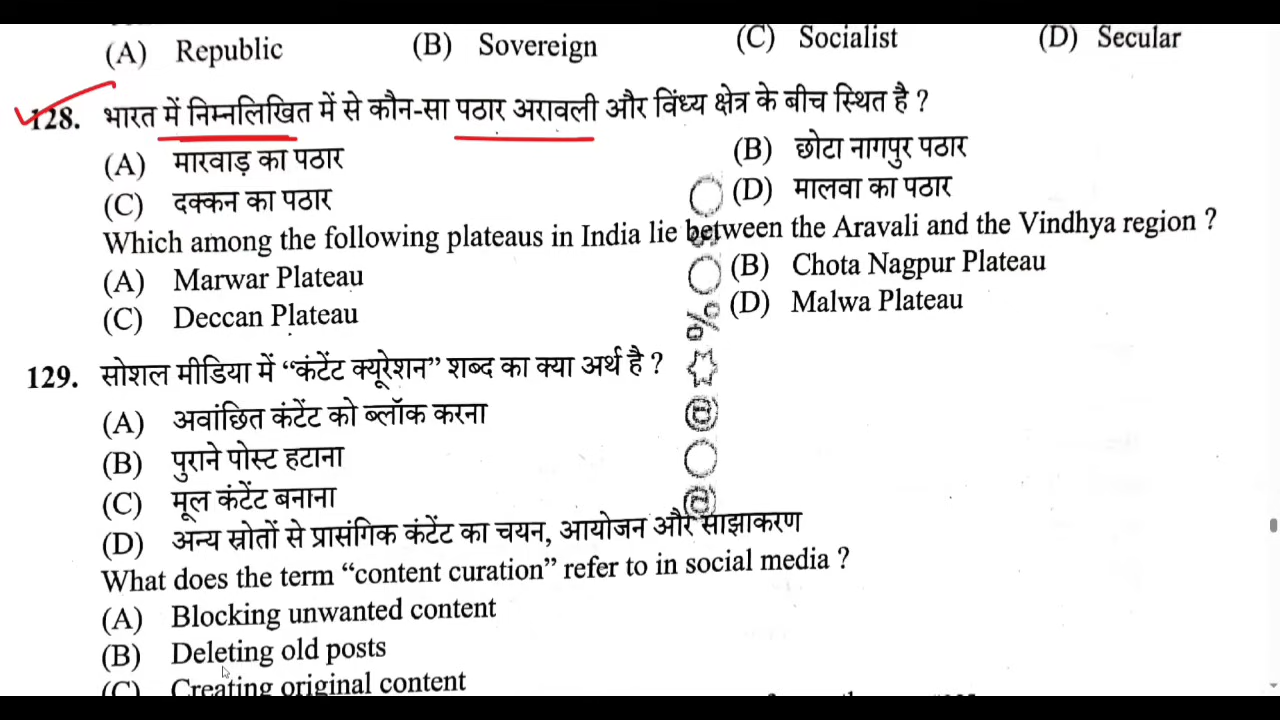 (A) Republic (B) Sovereign (C) Socialist (D) Secular
128. भारत में निम्नलिखित में से कौन-सा पठार अरावली और विंध्य क्षेत्र के बीच स्थित है ?
(A) मारवाड़ का पठार (B) छोटा नागपुर पठार
(C) दक्कन का पठार (D) मालवा का पठार
Which among the following plateaus in India lie between the Aravali and the Vindhya region ?
(A) Marwar Plateau (B) Chota Nagpur Plateau
(C) Deccan Plateau (D) Malwa Plateau
129. सोशल मीडिया में “कंटेंट क्यूरेशन” शब्द का क्या अर्थ है ?
(A) अवांछित कंटेंट को ब्लॉक करना
(B) पुराने पोस्ट हटाना
(C) मूल कंटेंट बनाना
(D) अन्य स्रोतों से प्रासंगिक कंटेंट का चयन, आयोजन और साझाकरण
What does the term “content curation” refer to in social media ?
(A) Blocking unwanted content
(B) Deleting old posts
(C) Creating original content